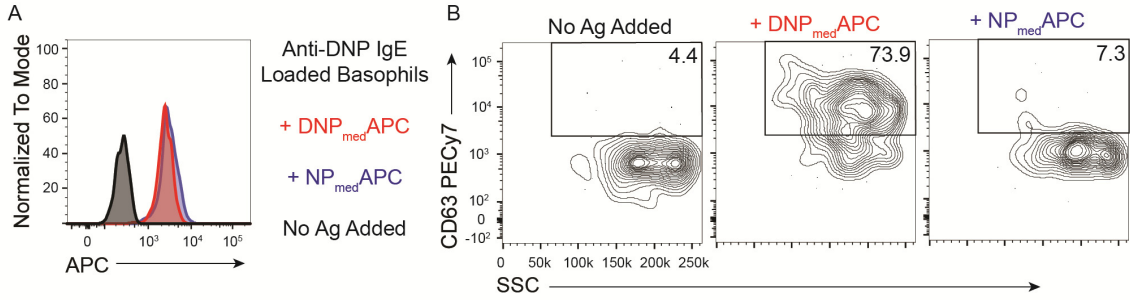 A
Normalized To Mode
100
80
60
40
20
0
10³
10⁴
10⁵
APC
Anti-DNP IgE
Loaded Basophils
+ DNPmedAPC
+ NPmedAPC
No Ag Added
B
No Ag Added
+ DNPmedAPC
+ NPmedAPC
4.4
73.9
7.3
CD63 PECy7
10⁵
10⁴
10³
10²
0
-10²
0 50k 100k 150k 200k 250k
SSC